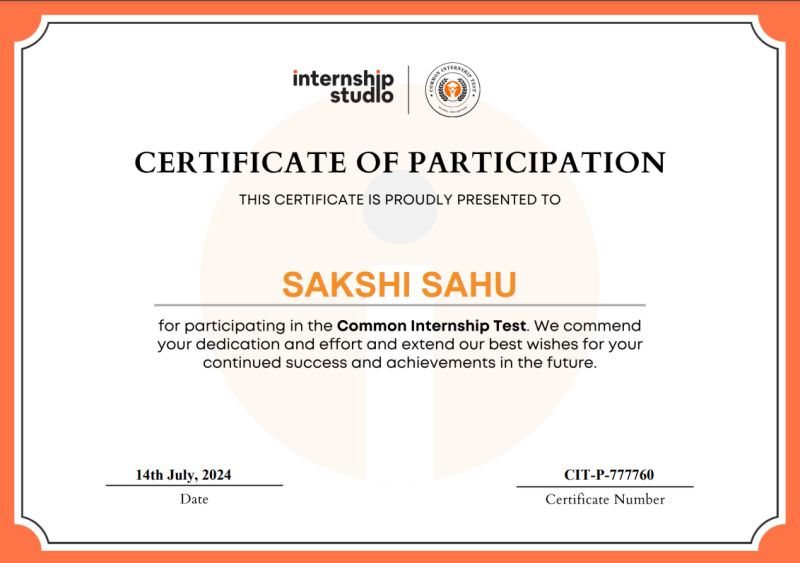 internship
studio
COMMON INTERNSHIP TEST
CERTIFICATE OF PARTICIPATION
THIS CERTIFICATE IS PROUDLY PRESENTED TO
SAKSHI SAHU
for participating in the Common Internship Test. We commend
your dedication and effort and extend our best wishes for your
continued success and achievements in the future.
14th July, 2024
CIT-P-777760
Date
Certificate Number